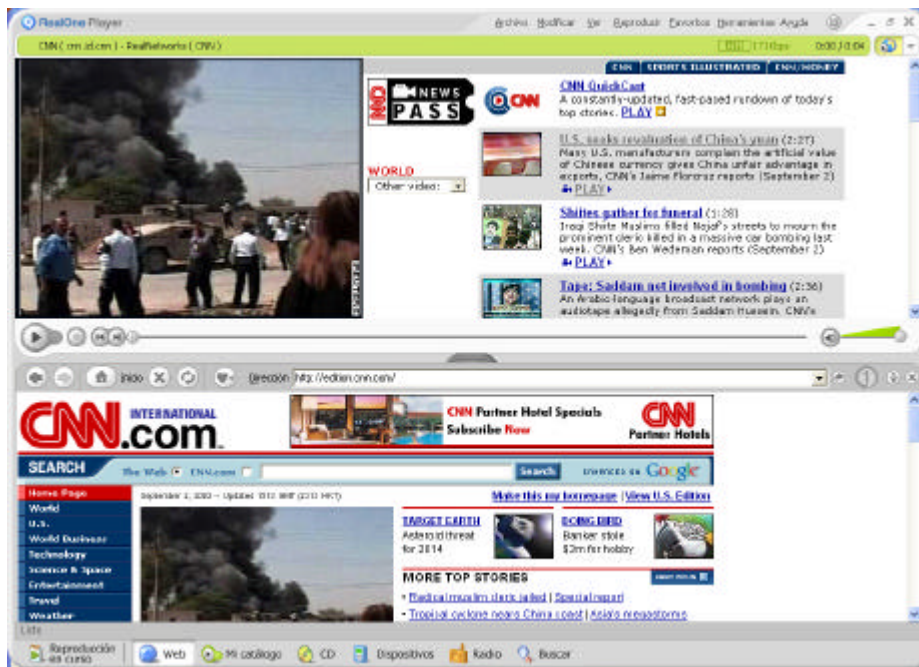 RealOne Player
Archivo Modificar Ver Reproducir Favoritos Herramientas Ayuda
RealNetworks ( CNN )
0:00 / 0:04
CNN SPORTS ILLUSTRATED CNN/MONEY
CNN NEWS PASS
CNN
CNN QuickCast
A constantly-updated, fast-paced rundown of today's
top stories. PLAY
WORLD
Other video:
U.S. seeks revaluation of China's yuan (2:27)
Many U.S. manufacturers complain the artificial value
of Chinese currency gives China unfair advantage in
exports, CNN's Jaime Florcruz reports (September 2)
PLAY
Shiites gather for funeral (1:28)
Iraqi Shiite Muslims filled Najaf's streets to mourn the
prominent cleric killed in a massive car bombing last
week. CNN's Ben Wedeman reports (September 2)
PLAY
Tape: Saddam not involved in bombing (2:36)
An Arabic-language broadcast network plays an
audiotape allegedly from Saddam Hussein. CNN's
Inicio
Dirección http://edition.cnn.com/
CNN.com INTERNATIONAL
CNN Partner Hotel Specials
Subscribe Now
CNN
Partner Hotels
SEARCH
The Web CNN.com
Search
ENHANCED BY Google
Home Page
World
U.S.
World Business
Technology
Science & Space
Entertainment
Travel
Weather
Make this my homepage | View U.S. Edition
TARGET EARTH
Asteroid threat
for 2014
BOING BIRD
Banker stole
$3m for hobby
MORE TOP STORIES
• Radical muslim cleric jailed | Special report
• Tropical cyclone nears China coast | Asia's megastorms
Listo
Reproducción
en curso
Web
Mi catálogo
CD
Dispositivos
Radio
Buscar